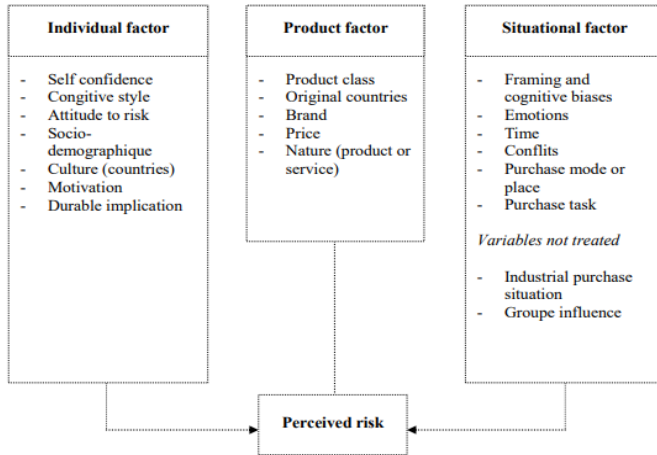 Individual factor
- Self confidence
- Congitive style
- Attitude to risk
- Socio-
demographique
- Culture (countries)
- Motivation
- Durable implication
Product factor
- Product class
- Original countries
- Brand
- Price
- Nature (product or
service)
Situational factor
- Framing and
cognitive biases
- Emotions
- Time
- Conflits
- Purchase mode or
place
- Purchase task
Variables not treated
- Industrial purchase
situation
- Groupe influence
Perceived risk